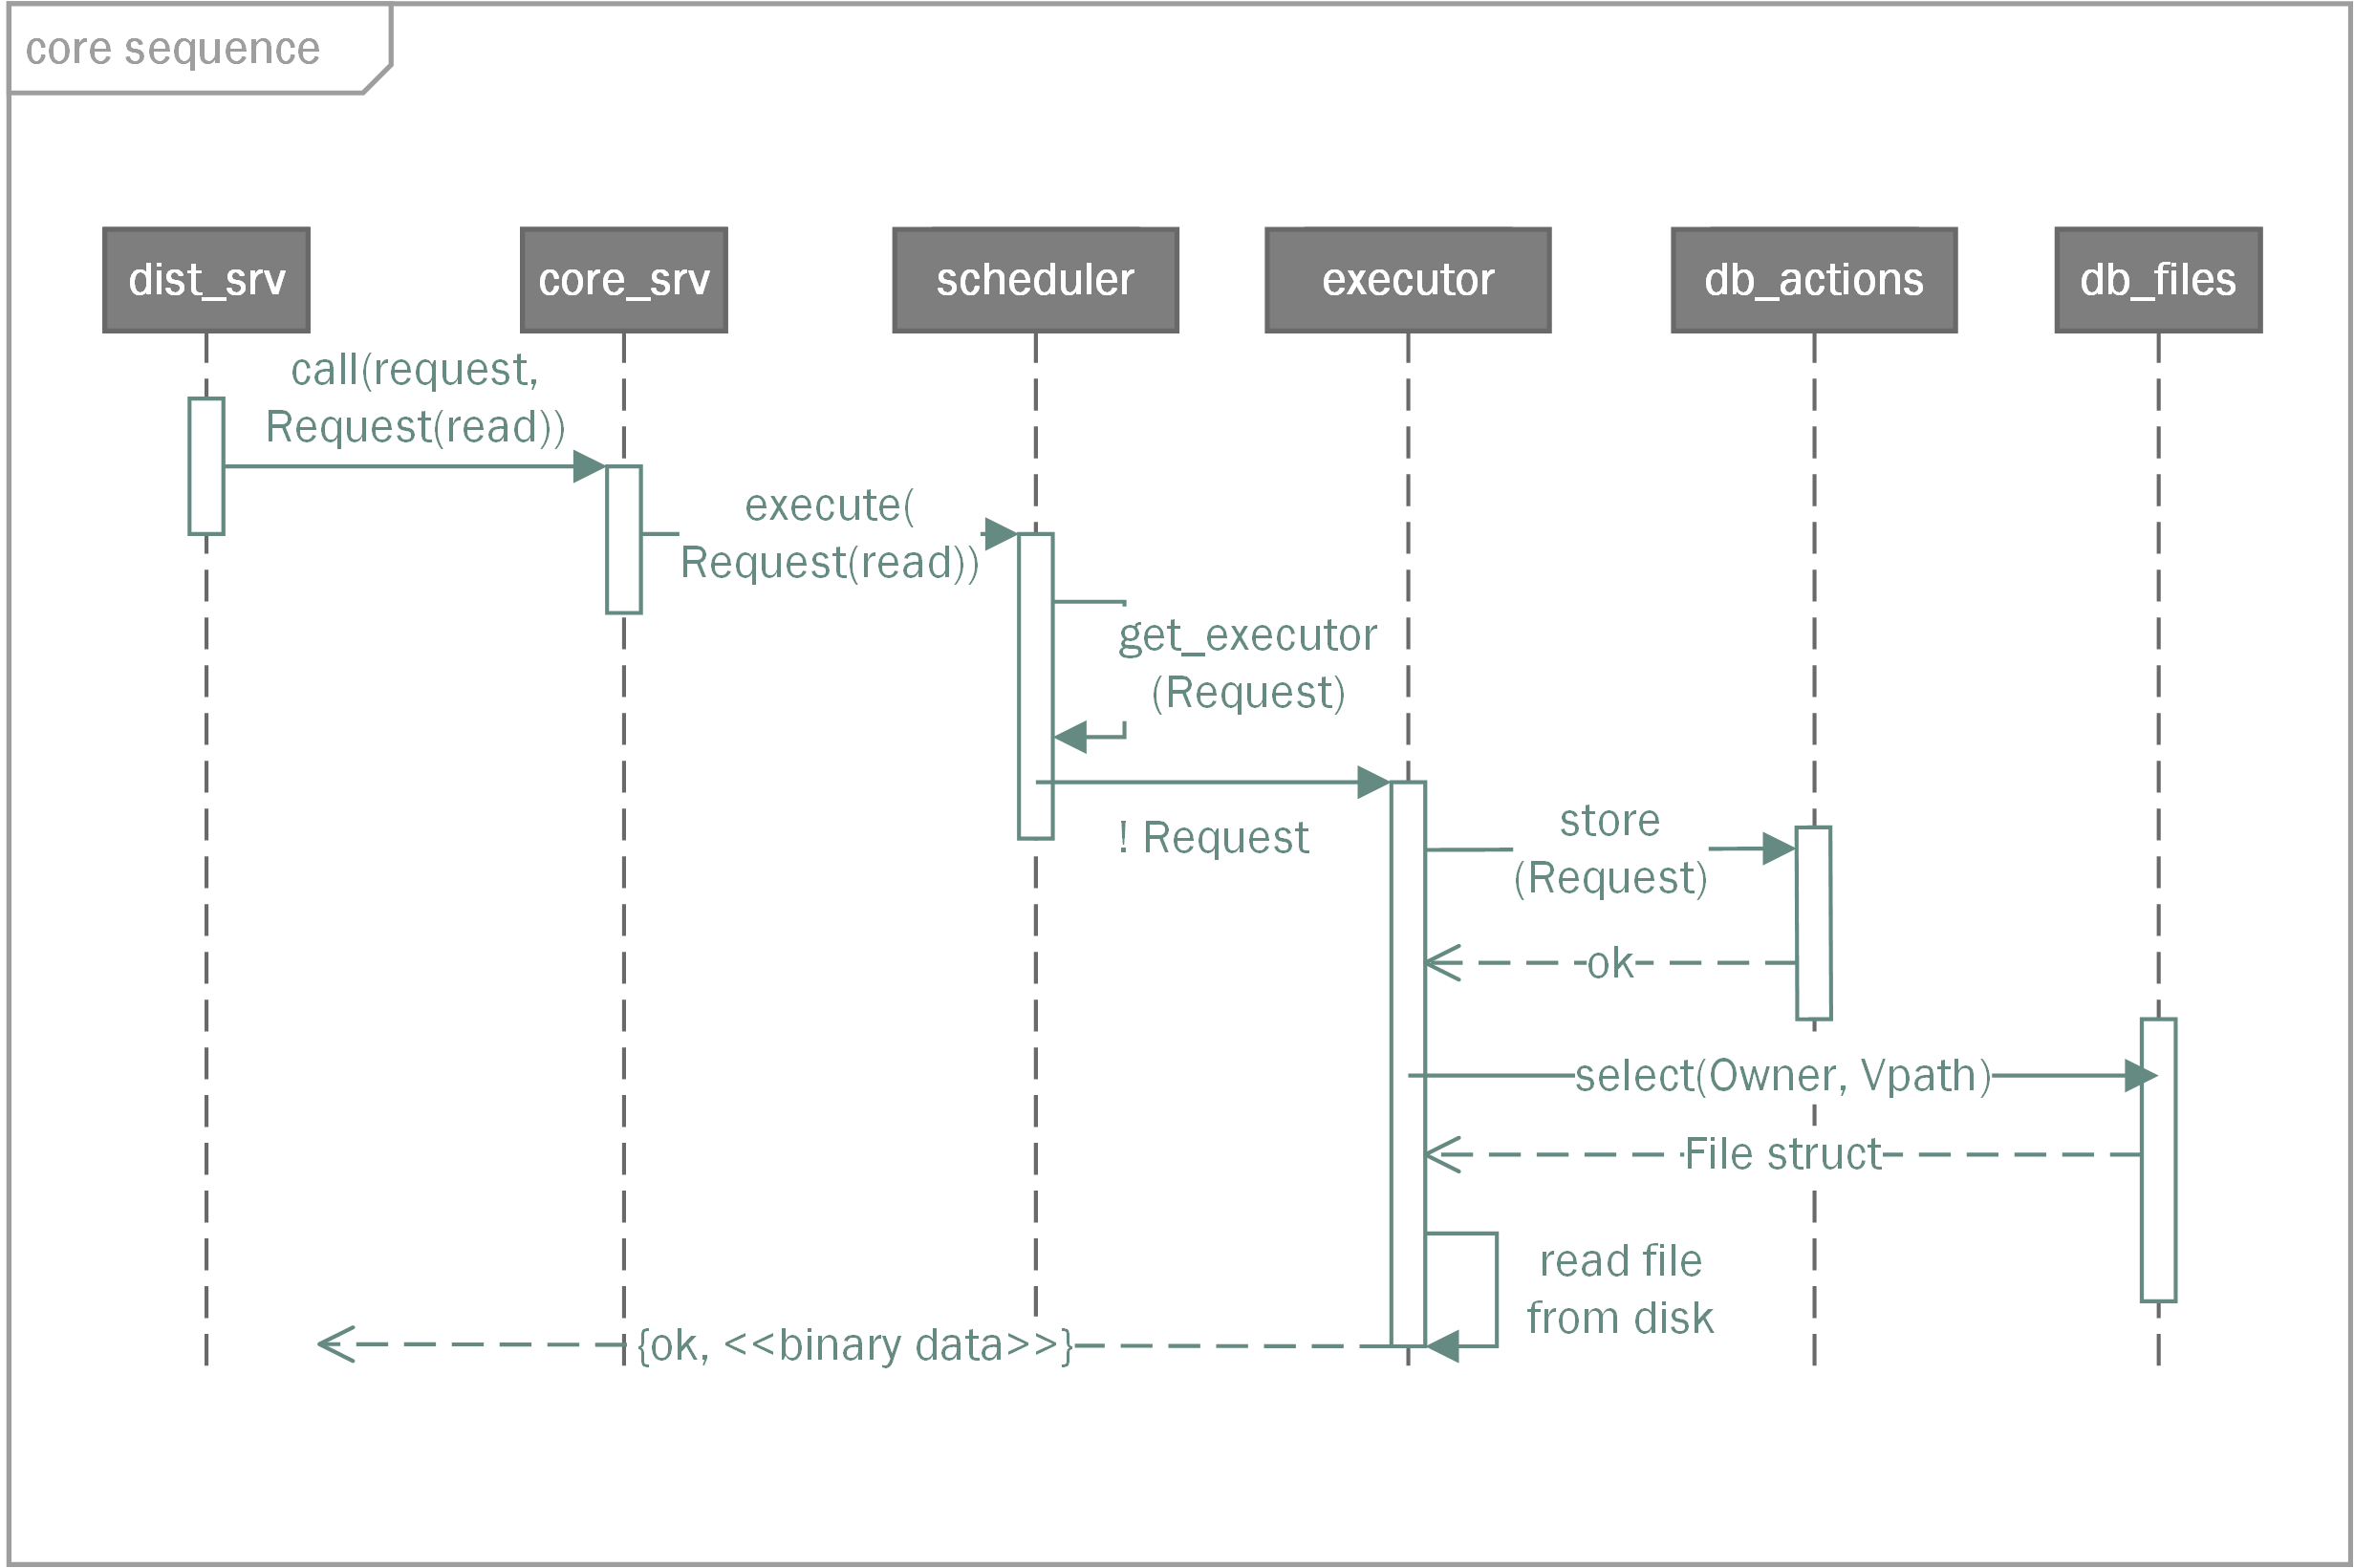 core sequence
dist_srv
core_srv
scheduler
executor
db_actions
db_files
call(request,
Request(read))
execute(
Request(read))
get_executor
(Request)
! Request
store
(Request)
ok
select(Owner, Vpath)
File struct
read file
from disk
{ok, <<binary data>>}